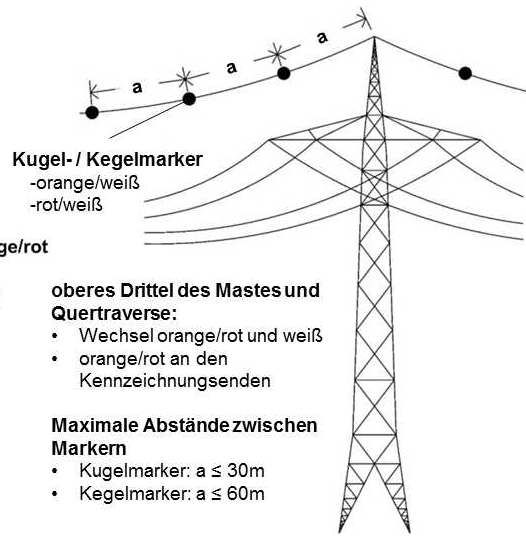 a
a
a
Kugel- / Kegelmarker
-orange/weiß
-rot/weiß
ge/rot
oberes Drittel des Mastes und
Quertraverse:
• Wechsel orange/rot und weiß
• orange/rot an den
Kennzeichnungsenden
Maximale Abstände zwischen
Markern
• Kugelmarker: a ≤ 30m
• Kegelmarker: a ≤ 60m